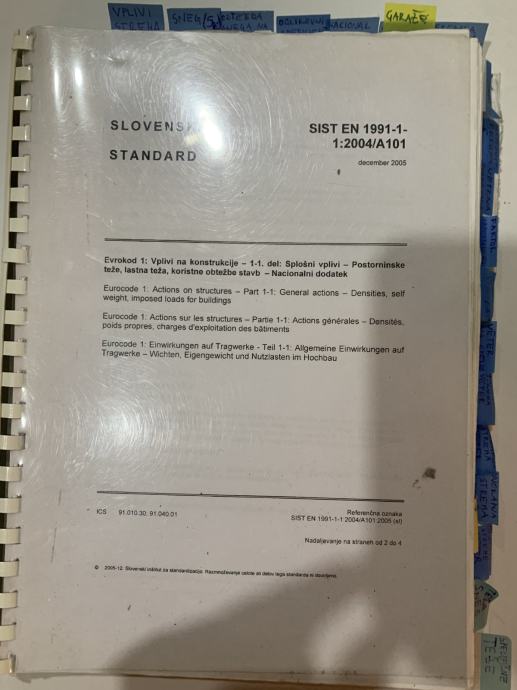 VPLIVI
STREHA
SNEG(S)
GARAŽE
SLOVENSKI
STANDARD
SIST EN 1991-1-
1:2004/A101
december 2005
Evrokod 1: Vplivi na konstrukcije – 1-1. del: Splošni vplivi – Postorninske
teže, lastna teža, koristne obtežbe stavb – Nacionalni dodatek
Eurocode 1: Actions on structures – Part 1-1: General actions – Densities, self
weight, imposed loads for buildings
Eurocode 1: Actions sur les structures – Partie 1-1: Actions générales – Densités,
poids propres, charges d'exploitation des bâtiments
Eurocode 1: Einwirkungen auf Tragwerke - Teil 1-1: Allgemeine Einwirkungen auf
Tragwerke – Wichten, Eigengewicht und Nutzlasten im Hochbau
ICS 91.010.30; 91.040.01
Referenčna oznaka
SIST EN 1991-1-1:2004/A101:2005 (sl)
Nadaljevanje na straneh od 2 do 4
© 2005-12. Slovenski inštitut za standardizacijo. Razmnoževanje celote ali delov tega standarda ni dovoljeno.
VETER
STREHA
TEŽE